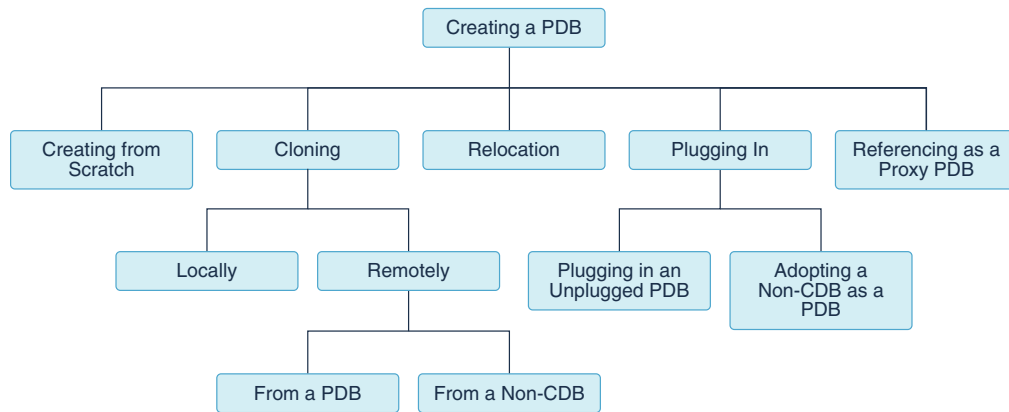 Creating a PDB
Creating from
Scratch
Cloning
Relocation
Plugging In
Referencing as a
Proxy PDB
Locally
Remotely
Plugging in an
Unplugged PDB
Adopting a
Non-CDB as a
PDB
From a PDB
From a Non-CDB